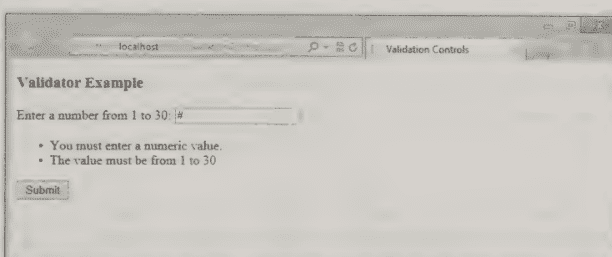 localhost
Validation Controls
Validator Example
Enter a number from 1 to 30: #
• You must enter a numeric value.
• The value must be from 1 to 30
Submit